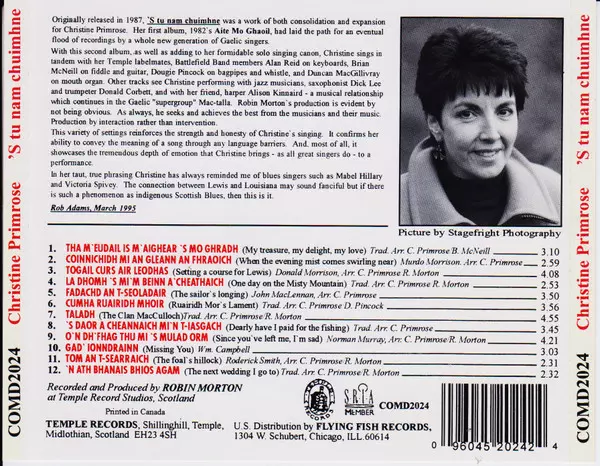 Christine Primrose 'S tu nam chuimhne
COMD2024
Originally released in 1987, 'S tu nam chuimhne was a work of both consolidation and expansion
for Christine Primrose. Her first album, 1982's Aite Mo Ghaoil, had laid the path for an eventual
flood of recordings by a whole new generation of Gaelic singers.
With this second album ,as well as adding to her formidable solo singing canon, Christine sings in
tandem with her Temple labelmates, Battlefield Band members Alan Reid on keyboards, Brian
McNeill on fiddle and guitar, Dougie Pincock on bagpipes and whistle, and Duncan MacGillivray
on mouth organ. Other tracks see Christine performing with jazz musicians, saxophonist Dick Lee
and trumpeter Donald Corbett, and with her friend, harper Alison Kinnaird - a musical relationship
which continues in the Gaelic "supergroup" Mac-talla. Robin Morton's production is evident by
not being obvious. As always, he seeks and achieves the best from the musicians and their music.
Production by interaction rather than intervention.
This variety of settings reinforces the strength and honesty of Christine's singing. It confirms her
ability to convey the meaning of a song through any language barriers. And, most of all, it
showcases the tremendous depth of emotion that Christine brings - as all great singers do - to a
performance.
In her taut, true phrasing Christine has always reminded me of blues singers such as Mabel Hillary
and Victoria Spivey. The connection between Lewis and Louisiana may sound fanciful but if there
is such a phenomenon as indigenous Scottish Blues, then this is it.
Rob Adams, March 1995
Picture by Stagefright Photography
1. THA M'EUDAIL IS M'AIGHEAR 'S MO GHRADH (My treasure, my delight, my love) Trad. Arr. C. Primrose/B. McNeill 3.10
2. COINNICHIDH MI AN GLEANN AN FHRAOICH (When the evening mist comes swirling near) Murdo Morrison. Arr. C. Primrose 2.59
3. TOGAIL CURS AIR LEODHAS (Setting a course for Lewis) Donald Morrison, Arr. C. Primrose/R. Morton 4.08
4. LA DHOMH 'S MI'M BEINN A'CHEATHAICH (One day on the Misty Mountain) Trad. Arr. C. Primrose/R. Morton 2.53
5. FADACHD AN T-SEOLADAIR (The sailor's longing) John MacLennan, Arr. C. Primrose 3.50
6. CUMHA RUAIRIDH MHOIR (Ruairidh Mor's Lament) Trad. Arr. C. Primrose/D. Pincock 3.56
7. TALADH (The Clan MacCulloch)Trad.Arr. C. Primrose/R. Morton 4.55
8. 'S DAOR A CHEANNAICH MI'N T-IASGACH (Dearly have I paid for the fishing) Trad. Arr. C. Primrose/R. Morton 3.45
9. O'N DH'FHAG THU MI'S MULAD ORM (Since you've left me, I'm sad) Norman Murray, Arr. C. Primrose/R. Morton 4.21
10. GAD' IONNDRAINN (Missing You) Wm. Campbell 3.03
11. TOM AN T-SEARRAICH (The foal's hillock) Roderick Smith, Arr. C. Primrose/R. Morton 3.31
12. 'N ATH BHANAIS BHIOS AGAM (The next wedding I go to) Trad. Arr. C. Primrose/R. Morton 2.32
Recorded and Produced by ROBIN MORTON
at Temple Record Studios, Scotland
Printed in Canada
TEMPLE RECORDS, Shillinghill, Temple,
Midlothian, Scotland EH23 4SH
U.S. Distribution by FLYING FISH RECORDS,
1304 W. Schubert, Chicago, ILL.60614
MEMBER
COMD2024
0 96045 20242 4
Christine Primrose 'S tu nam chuimhne
COMD2024